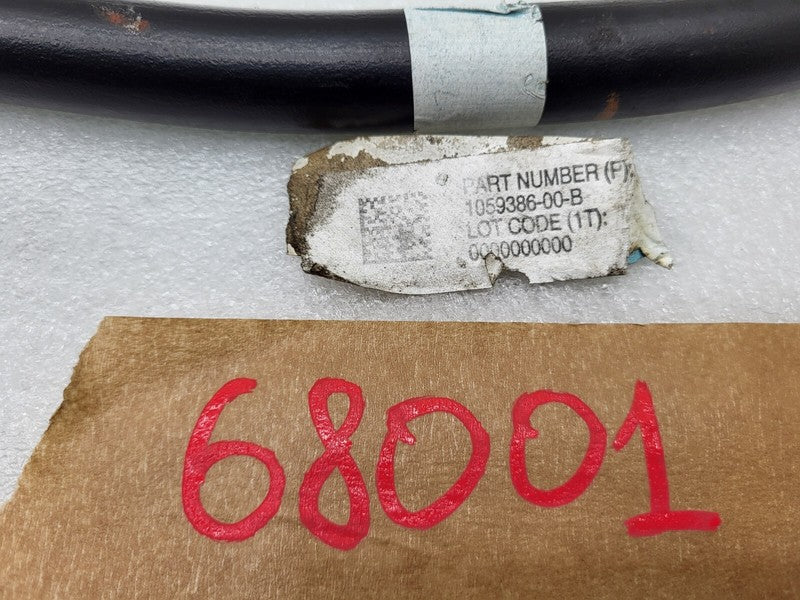 PART NUMBER (P):
1059386-00-B
LOT CODE (1T):
0000000000
68001